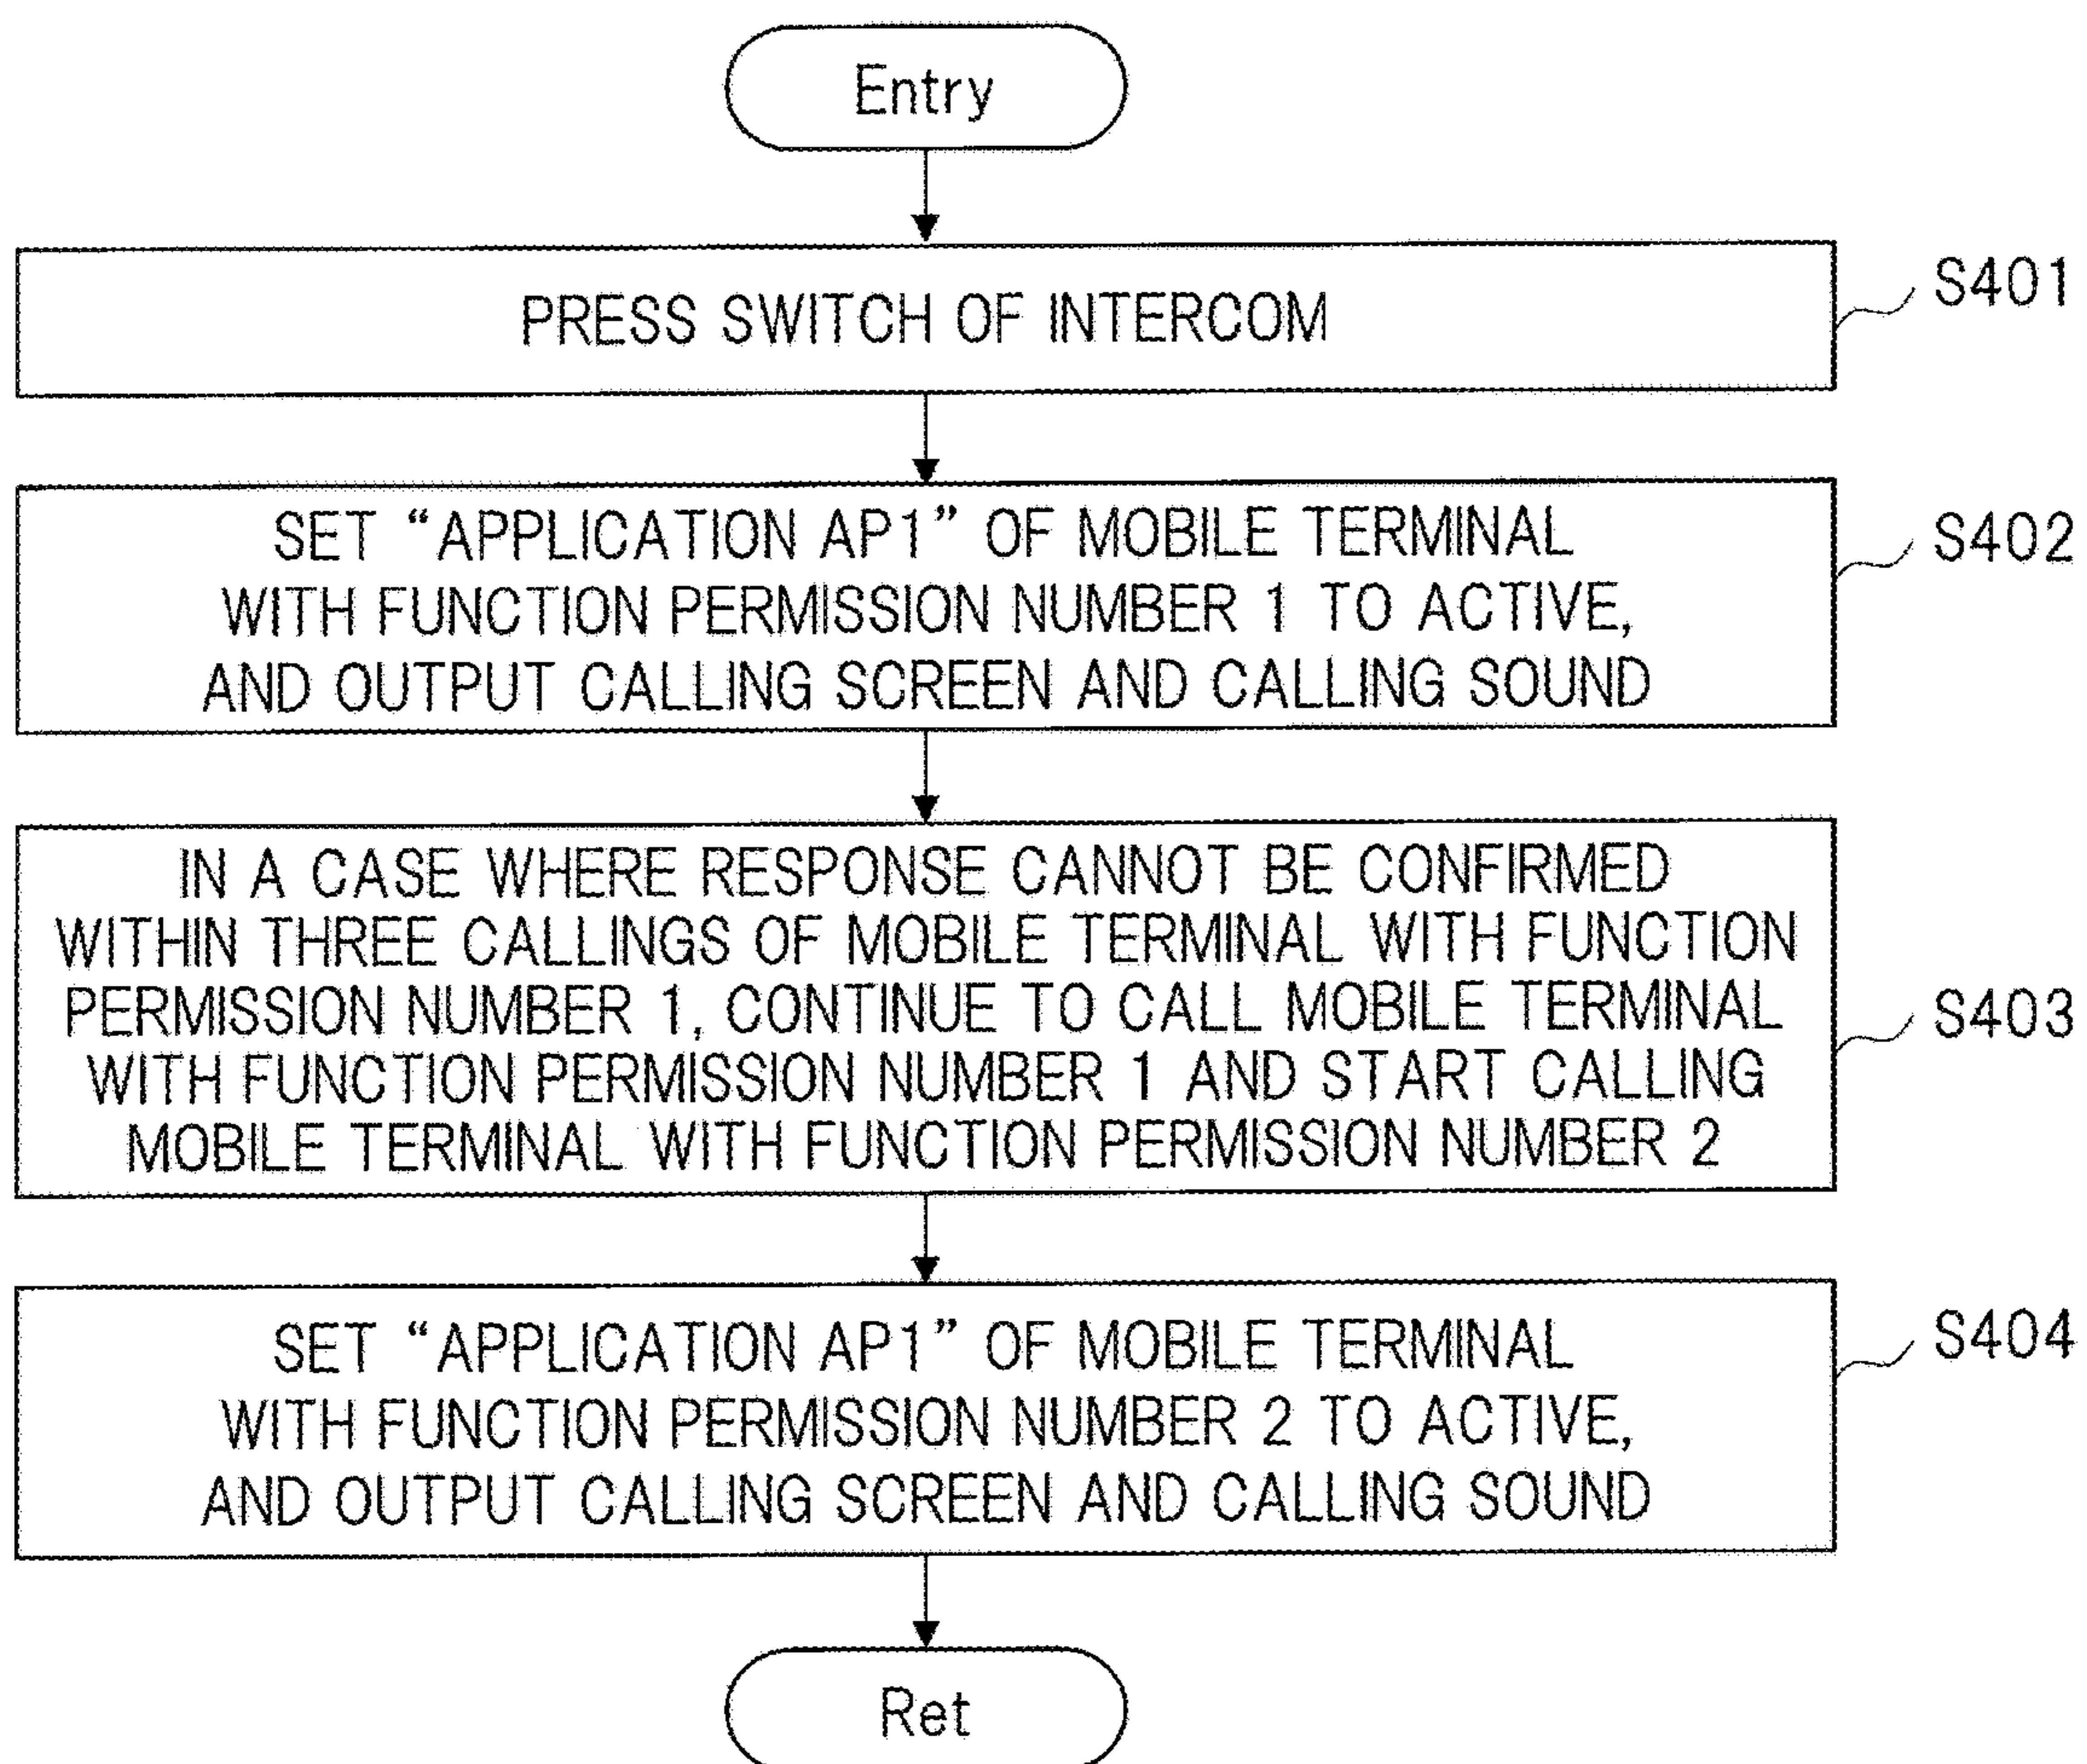 Entry
PRESS SWITCH OF INTERCOM
S401
SET “APPLICATION AP1” OF MOBILE TERMINAL
WITH FUNCTION PERMISSION NUMBER 1 TO ACTIVE,
AND OUTPUT CALLING SCREEN AND CALLING SOUND
S402
IN A CASE WHERE RESPONSE CANNOT BE CONFIRMED
WITHIN THREE CALLINGS OF MOBILE TERMINAL WITH FUNCTION
PERMISSION NUMBER 1, CONTINUE TO CALL MOBILE TERMINAL
WITH FUNCTION PERMISSION NUMBER 1 AND START CALLING
MOBILE TERMINAL WITH FUNCTION PERMISSION NUMBER 2
S403
SET “APPLICATION AP1” OF MOBILE TERMINAL
WITH FUNCTION PERMISSION NUMBER 2 TO ACTIVE,
AND OUTPUT CALLING SCREEN AND CALLING SOUND
S404
Ret